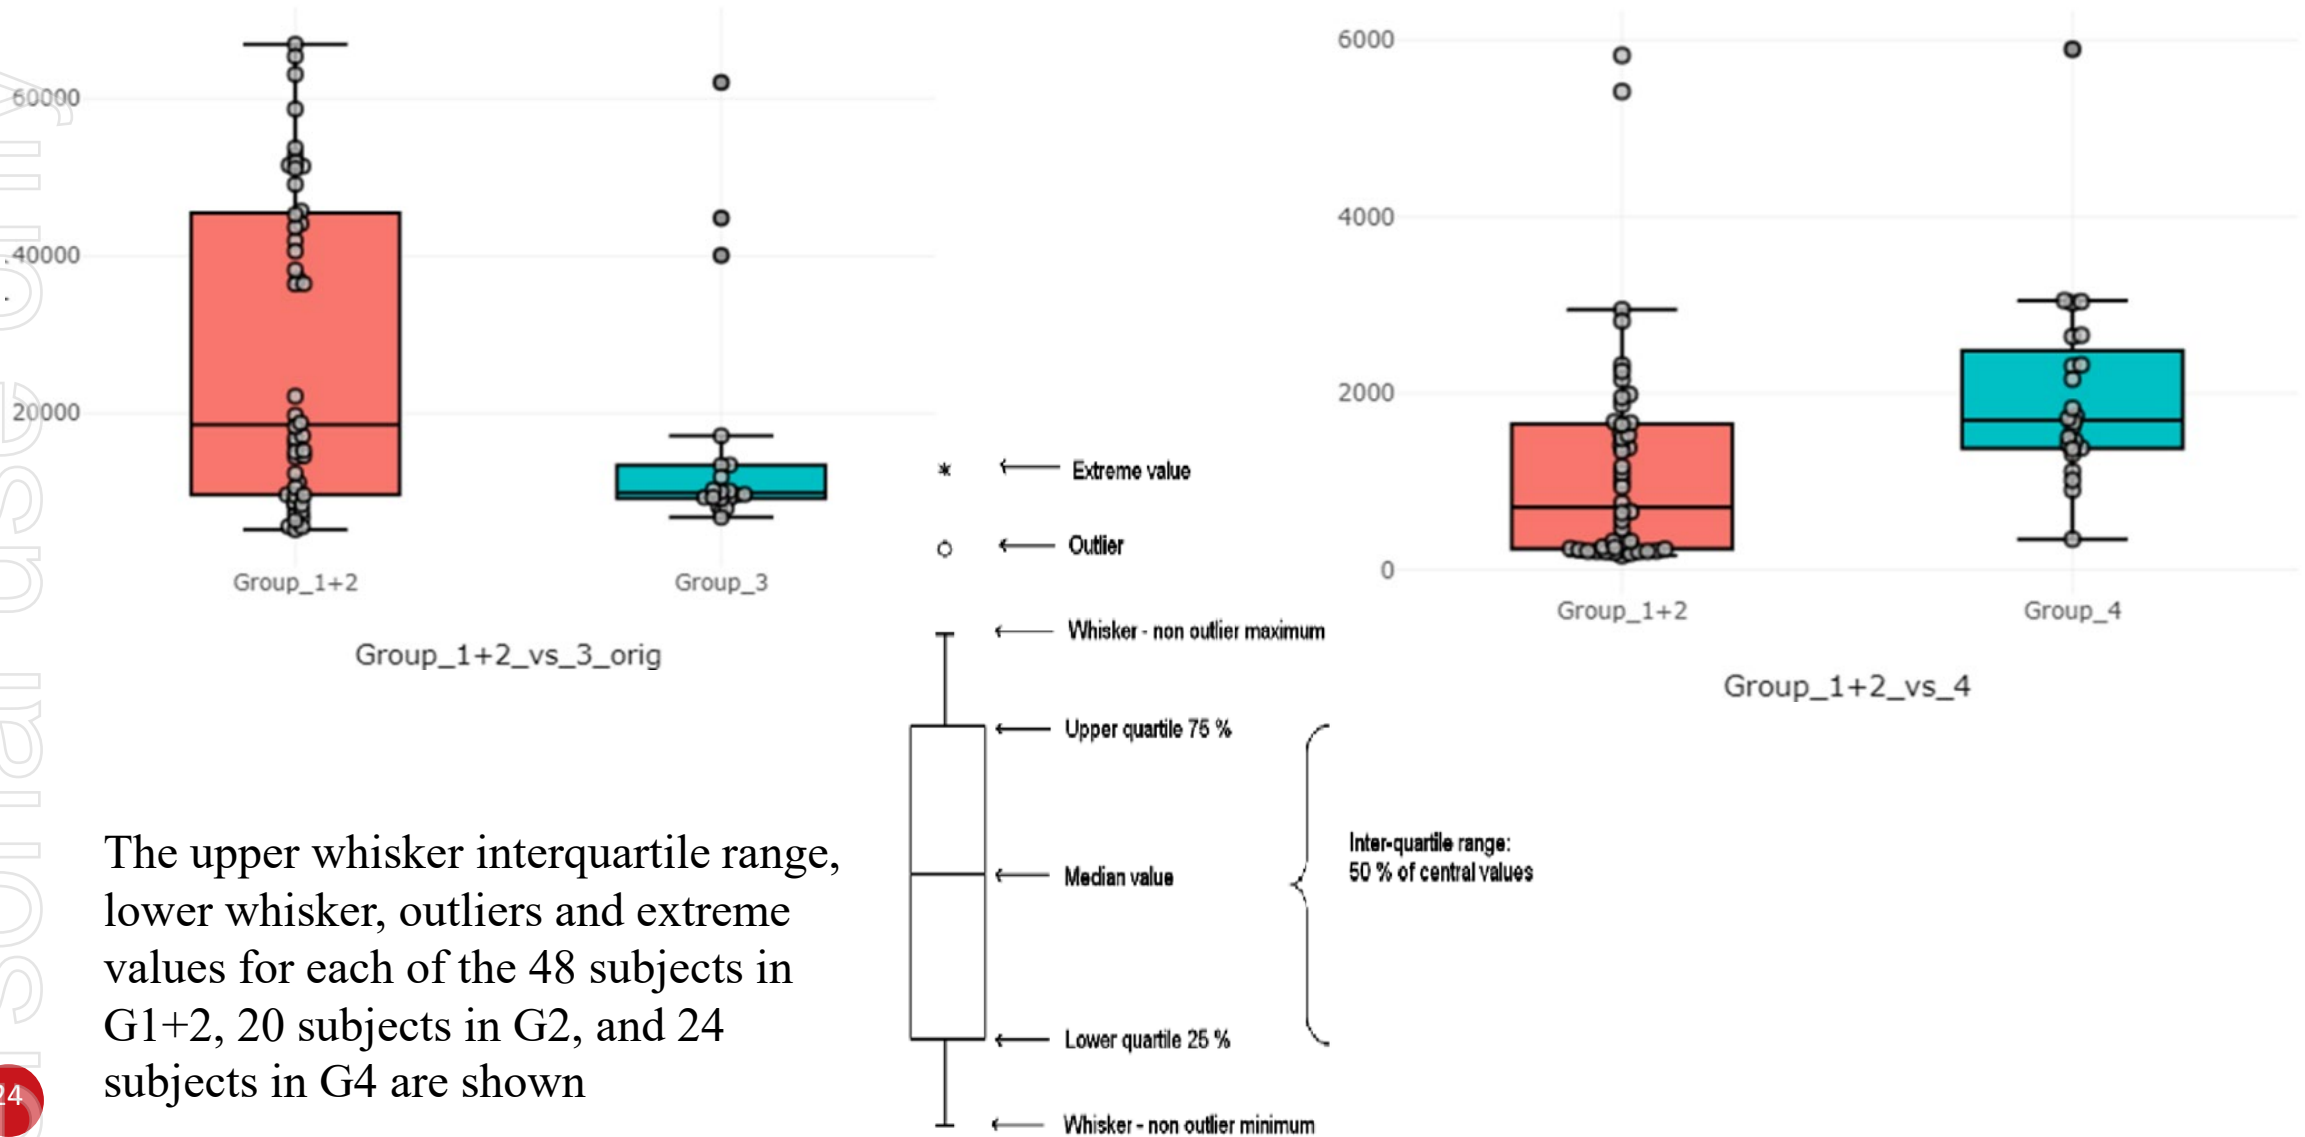 60000
40000
20000
Group_1+2
Group_3
Group_1+2_vs_3_orig
6000
4000
2000
0
Group_1+2
Group_4
Group_1+2_vs_4
Extreme value
Outlier
Whisker - non outlier maximum
Upper quartile 75 %
Median value
Lower quartile 25 %
Whisker - non outlier minimum
Inter-quartile range:
50 % of central values
The upper whisker interquartile range,
lower whisker, outliers and extreme
values for each of the 48 subjects in
G1+2, 20 subjects in G2, and 24
subjects in G4 are shown
24
use only